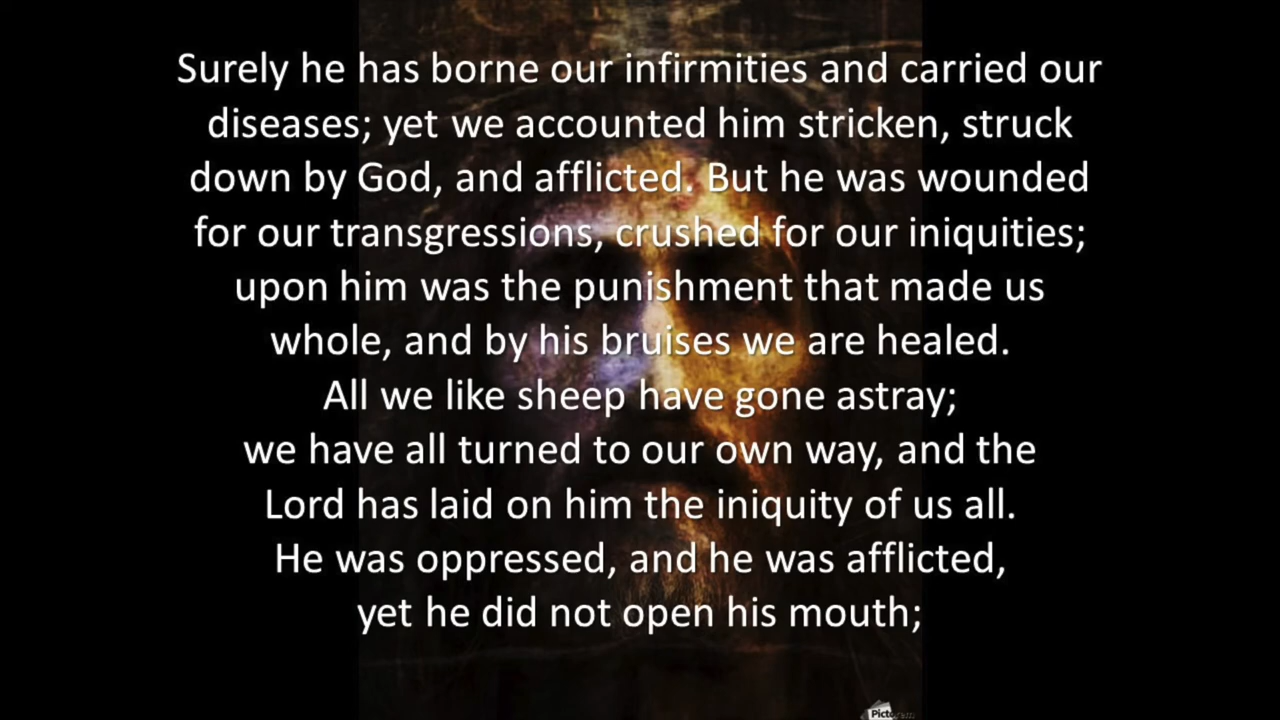 Surely he has borne our infirmities and carried our
diseases; yet we accounted him stricken, struck
down by God, and afflicted. But he was wounded
for our transgressions, crushed for our iniquities;
upon him was the punishment that made us
whole, and by his bruises we are healed.
All we like sheep have gone astray;
we have all turned to our own way, and the
Lord has laid on him the iniquity of us all.
He was oppressed, and he was afflicted,
yet he did not open his mouth;